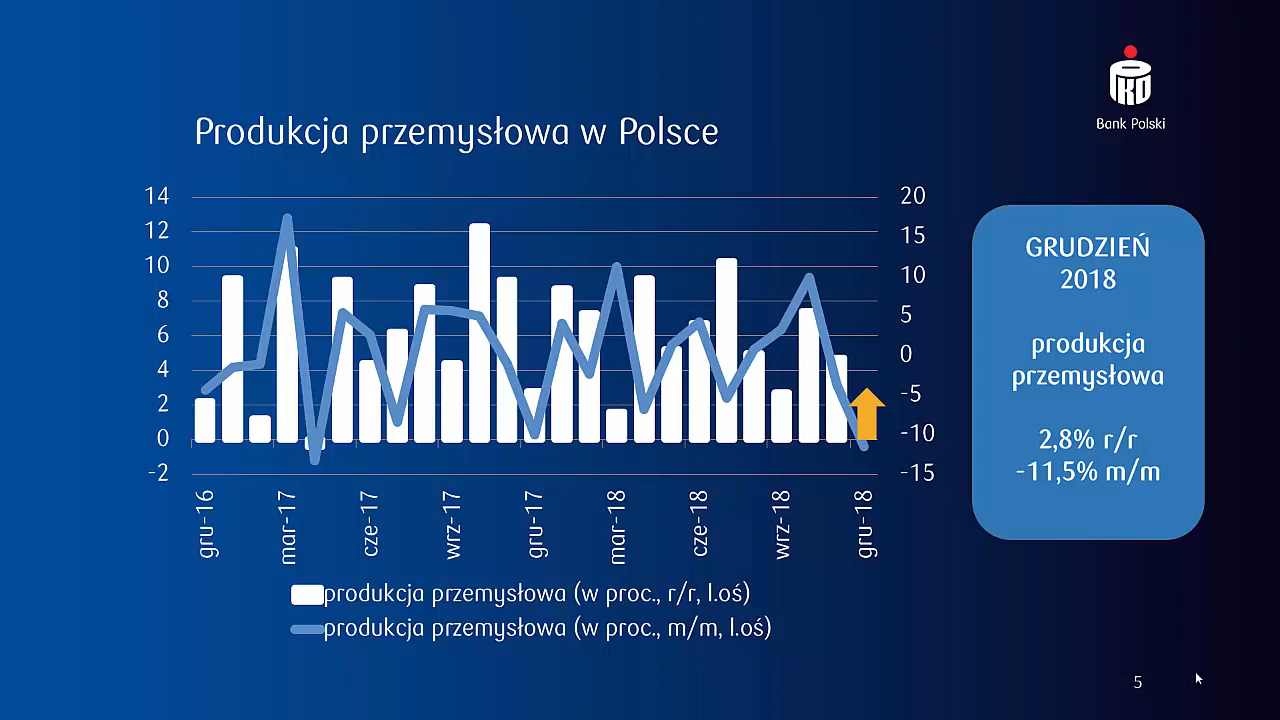 PKO
Bank Polski
Produkcja przemysłowa w Polsce
14
12
10
8
6
4
2
0
-2
20
15
10
5
0
-5
-10
-15
gru-16
mar-17
cze-17
wrz-17
gru-17
mar-18
cze-18
wrz-18
gru-18
produkcja przemysłowa (w proc., r/r, l.oś)
produkcja przemysłowa (w proc., m/m, l.oś)
GRUDZIEŃ
2018
produkcja
przemysłowa
2,8% r/r
-11,5% m/m
5